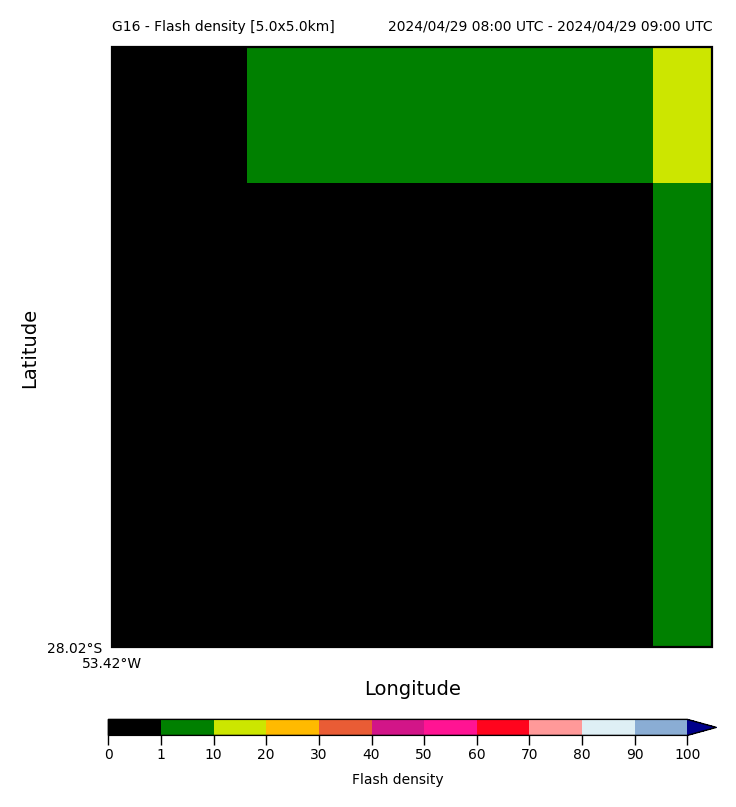 G16 - Flash density [5.0x5.0km] 2024/04/29 08:00 UTC - 2024/04/29 09:00 UTC
Latitude
28.02°S
53.42°W
Longitude
0 1 10 20 30 40 50 60 70 80 90 100
Flash density